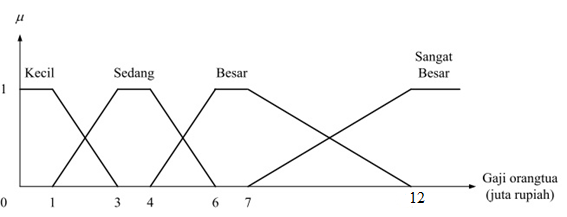 μ
Sangat
Besar
Kecil Sedang Besar
1
Gaji orangtua
(juta rupiah)
0 1 3 4 6 7 12